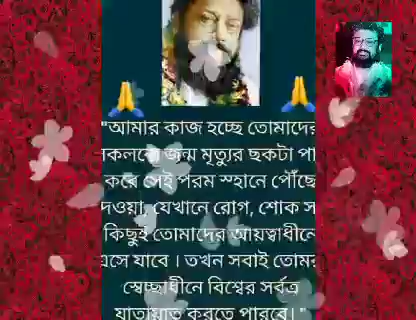 "আমার কাজ হচ্ছে তোমাদের
জন্ম মৃত্যুর ছকটা পা
করে সেই পরম স্হানে পৌঁছে
দেওয়া, যেখানে রোগ, শোক স
কিছুই তোমাদের আয়ত্বাধীনে
এসে যাবে । তখন সবাই তোমর
স্বেচ্ছাধীনে বিশ্বের সর্বত্র
যাতায়াত করতে পারবে।"